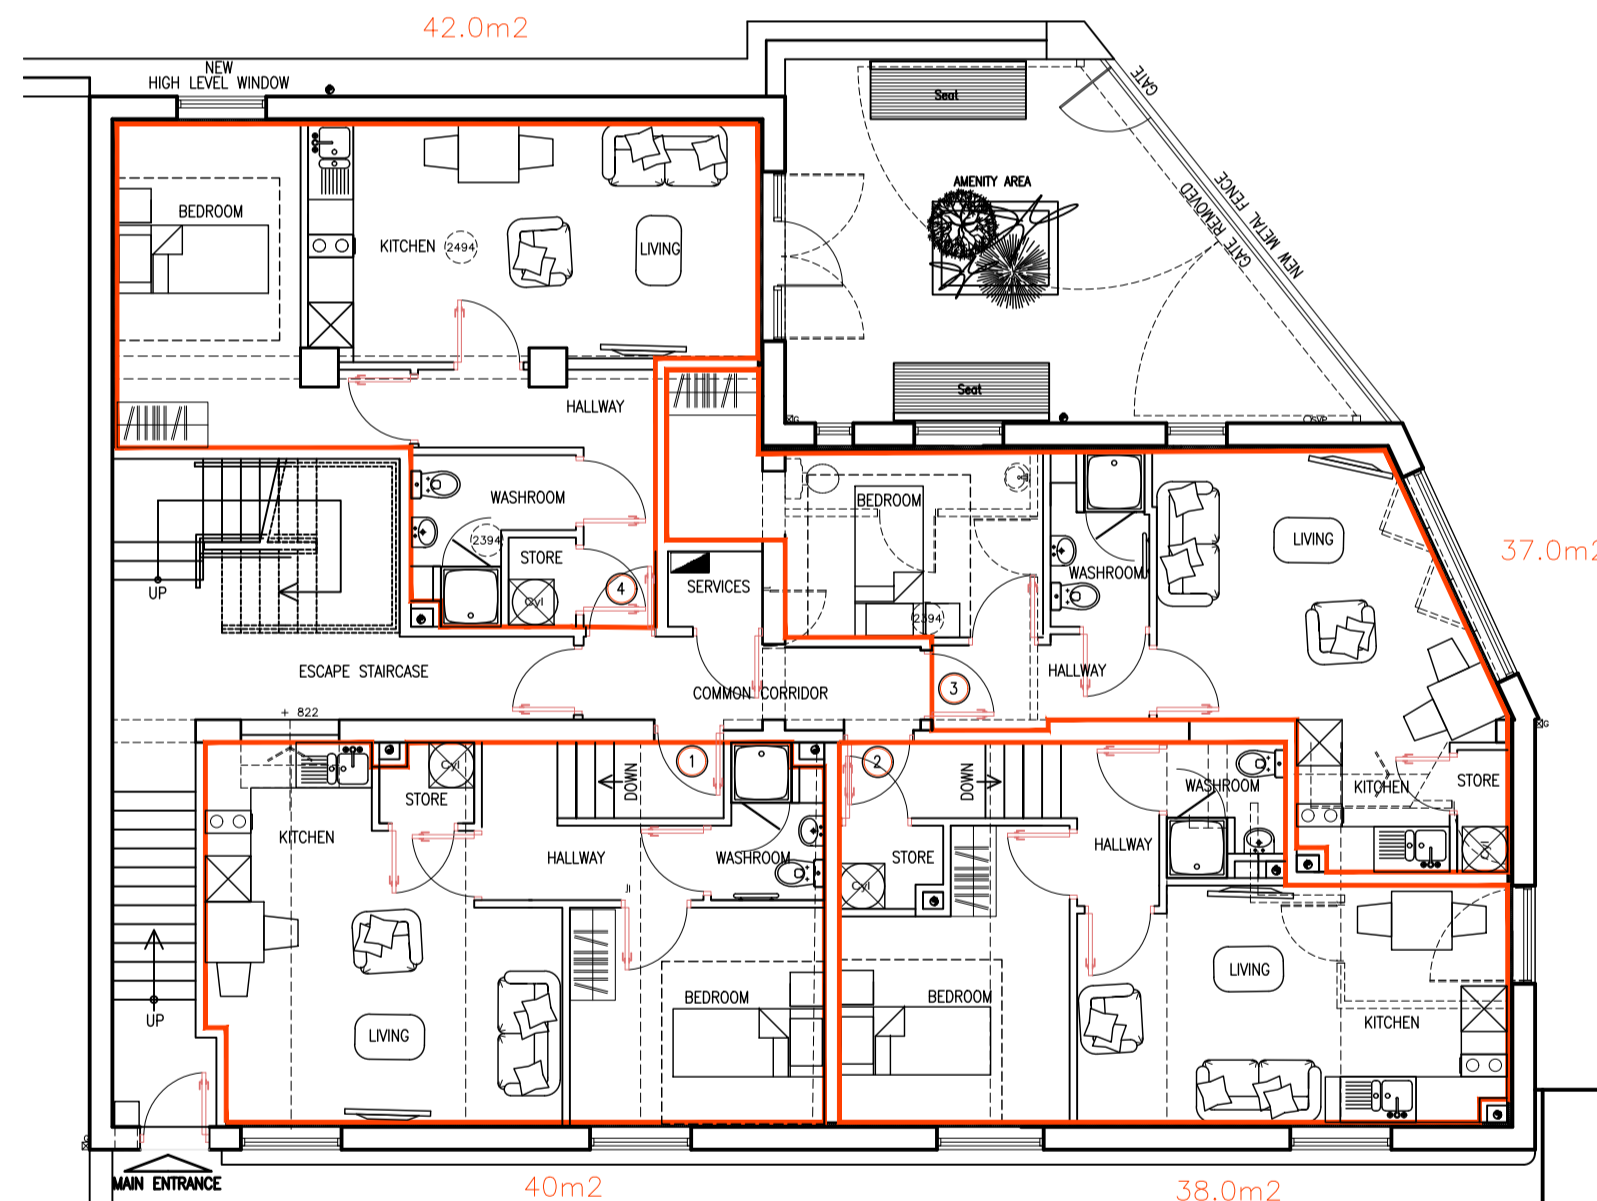 42.0m2
NEW
HIGH LEVEL WINDOW
GATE
Seat
AMENITY AREA
NEW METAL FENCE
GATE REMOVED
BEDROOM
KITCHEN
2494
LIVING
Seat
HALLWAY
WASHROOM
2394
STORE
Cyl
4
SERVICES
BEDROOM
2394
WASHROOM
LIVING
37.0m2
UP
ESCAPE STAIRCASE
COMMON CORRIDOR
3
HALLWAY
+ 822
1
2
Cyl
STORE
DOWN
DOWN
WASHROOM
KITCHEN
STORE
Cyl
KITCHEN
HALLWAY
WASHROOM
STORE
Cyl
HALLWAY
LIVING
BEDROOM
BEDROOM
LIVING
KITCHEN
UP
MAIN ENTRANCE
40m2
38.0m2